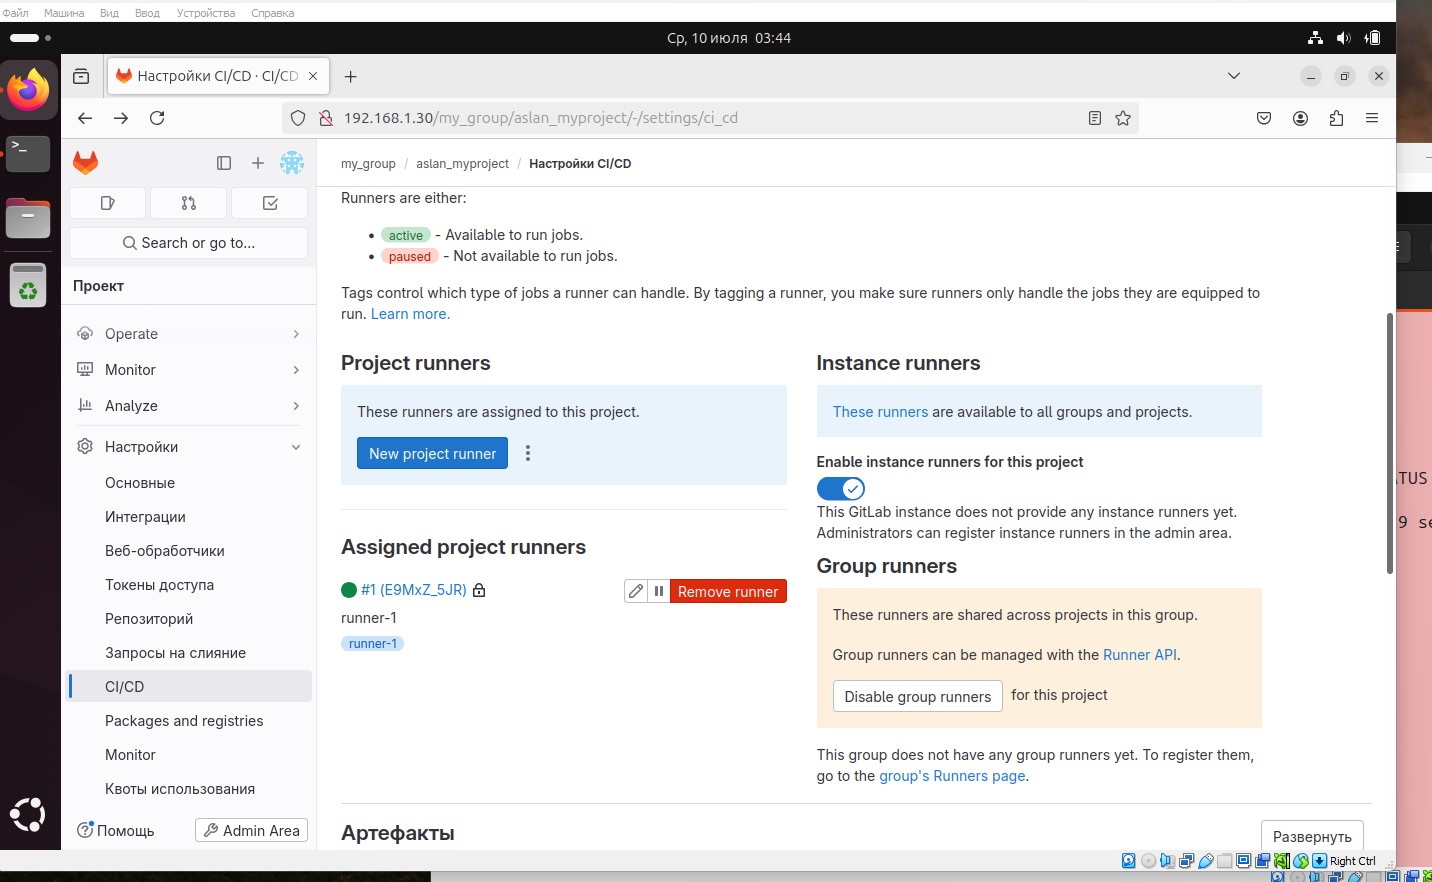 Файл Машина Вид Ввод Устройства Справка
Ср, 10 июля 03:44
Настройки CI/CD · CI/CD
192.168.1.30/my_group/aslan_myproject/-/settings/ci_cd
my_group / aslan_myproject / Настройки CI/CD
Search or go to...
Проект
Operate
Monitor
Analyze
Настройки
Основные
Интеграции
Веб-обработчики
Токены доступа
Репозиторий
Запросы на слияние
CI/CD
Packages and registries
Monitor
Квоты использования
Помощь
Admin Area
Runners are either:
active - Available to run jobs.
paused - Not available to run jobs.
Tags control which type of jobs a runner can handle. By tagging a runner, you make sure runners only handle the jobs they are equipped to
run. Learn more.
Project runners
These runners are assigned to this project.
New project runner
Assigned project runners
#1 (E9MxZ_5JR)
Remove runner
runner-1
runner-1
Instance runners
These runners are available to all groups and projects.
Enable instance runners for this project
This GitLab instance does not provide any instance runners yet.
Administrators can register instance runners in the admin area.
Group runners
These runners are shared across projects in this group.
Group runners can be managed with the Runner API.
Disable group runners for this project
This group does not have any group runners yet. To register them,
go to the group's Runners page.
Артефакты
Развернуть
Right Ctrl
TUS
9 se